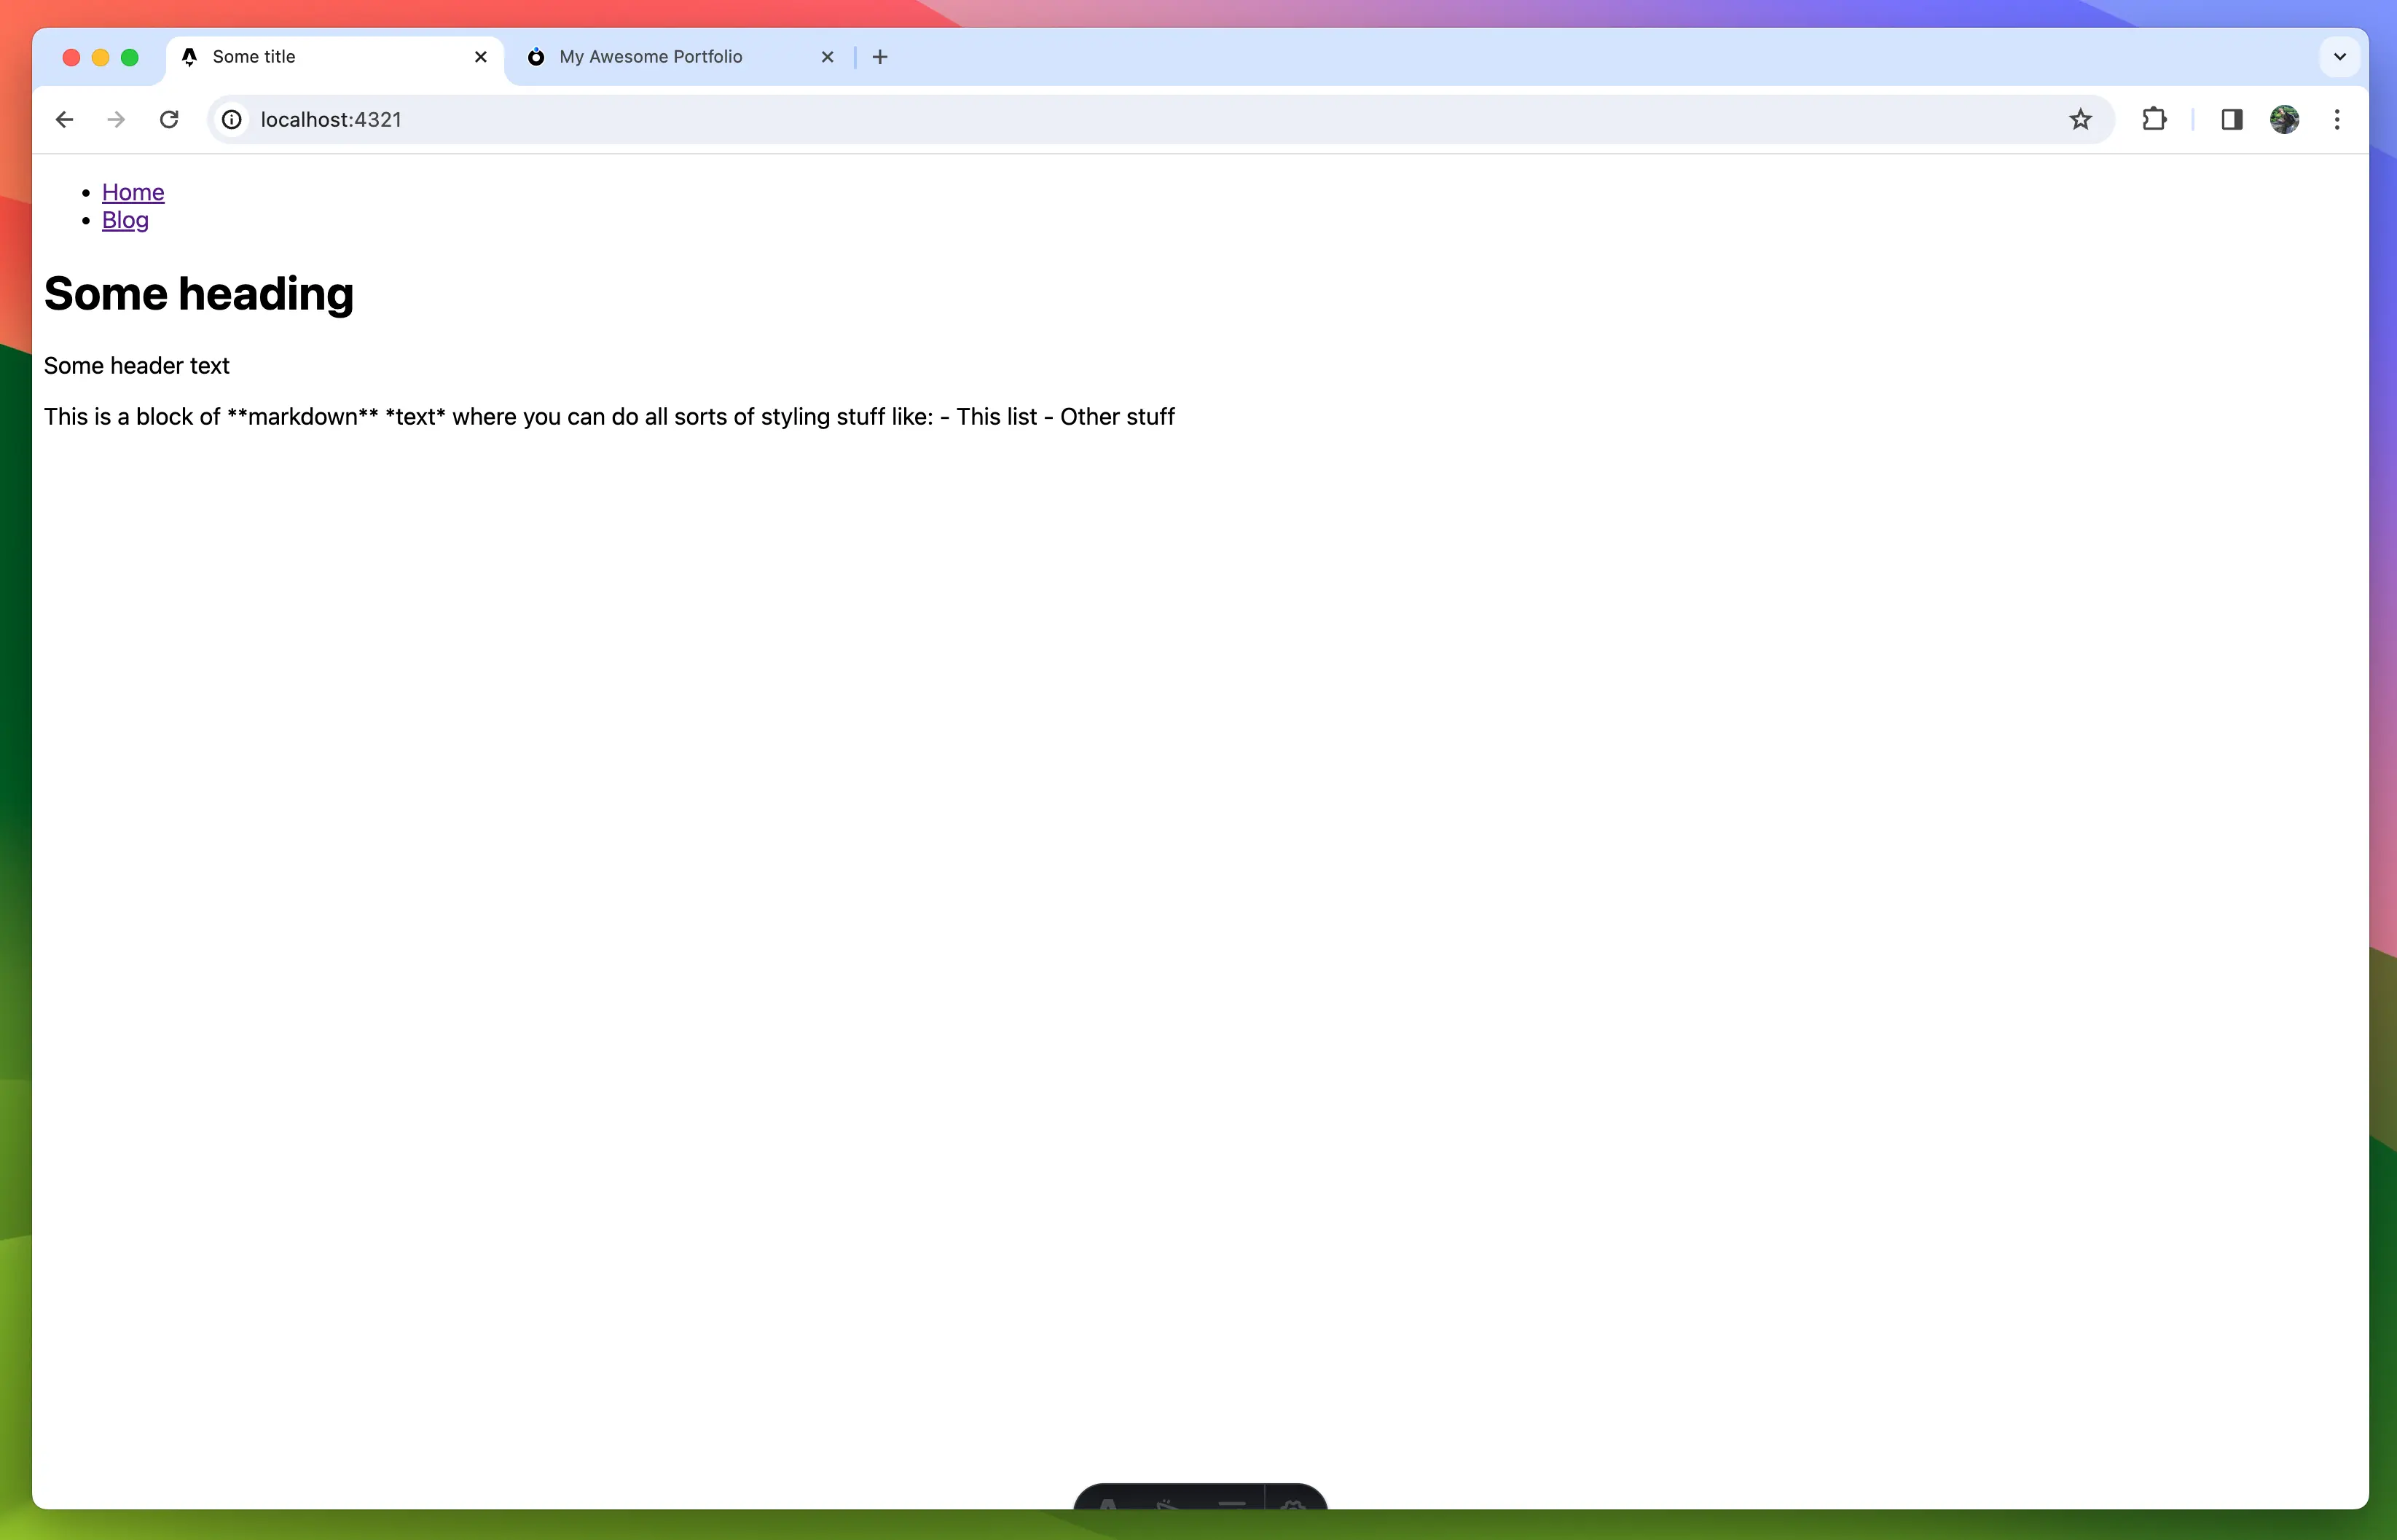 Some title
My Awesome Portfolio
localhost:4321
Home
Blog
Some heading
Some header text
This is a block of **markdown** *text* where you can do all sorts of styling stuff like: - This list - Other stuff